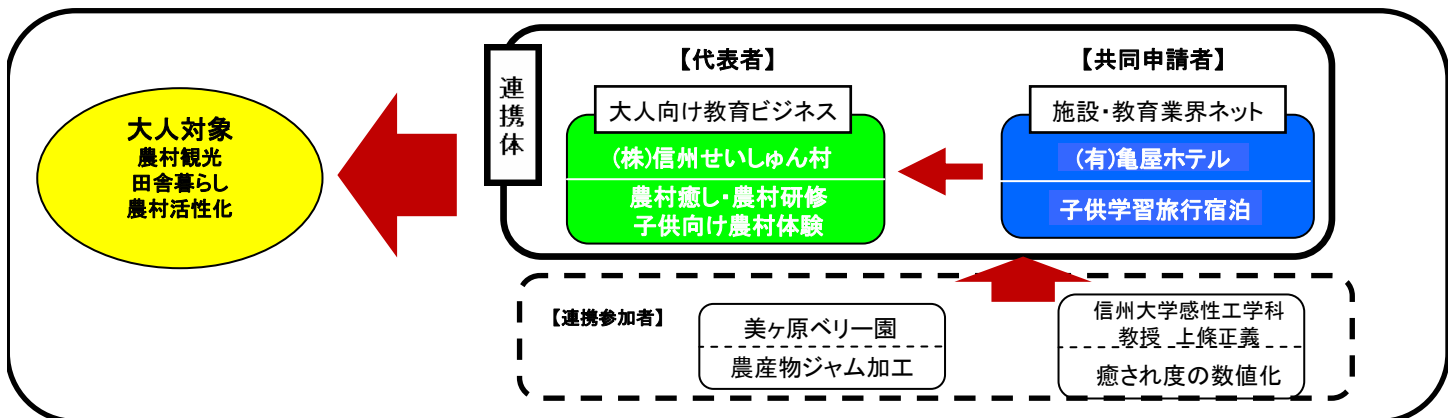 大人対象
農村観光
田舎暮らし
農村活性化
連携体
【代表者】
大人向け教育ビジネス
(株)信州せいしゅん村
農村癒し・農村研修
子供向け農村体験
【共同申請者】
施設・教育業界ネット
(有)亀屋ホテル
子供学習旅行宿泊
【連携参加者】
美ヶ原ベリー園
農産物ジャム加工
信州大学感性工学科
教授 上條正義
癒され度の数値化